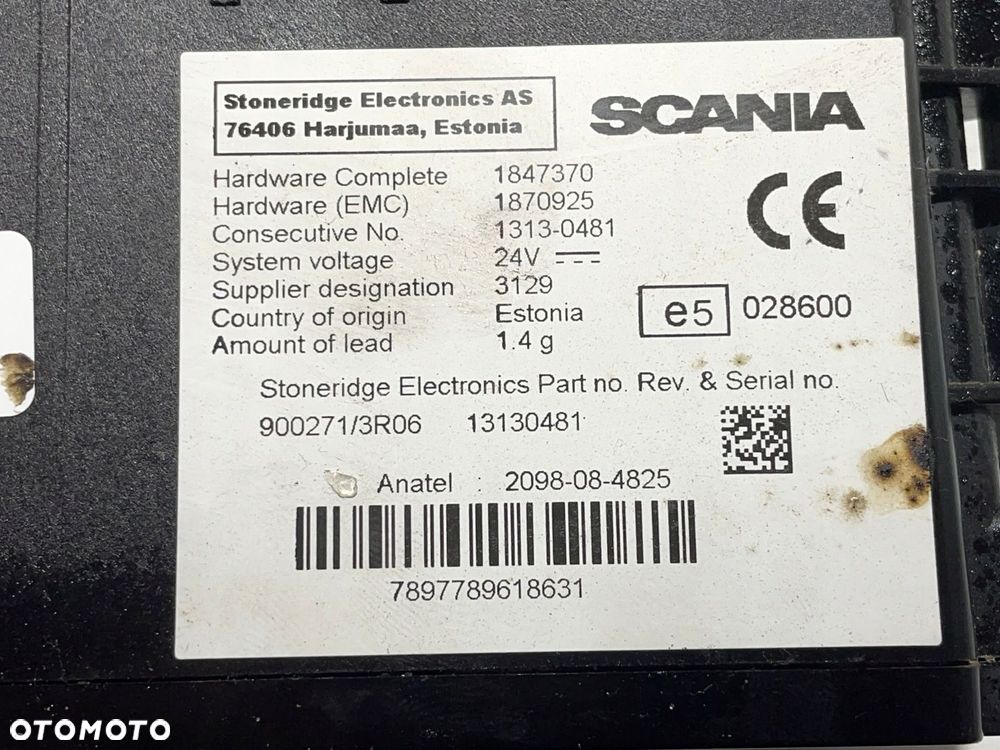 Stoneridge Electronics AS
76406 Harjumaa, Estonia
SCANIA
Hardware Complete 1847370
Hardware (EMC) 1870925
Consecutive No. 1313-0481
System voltage 24V
Supplier designation 3129
Country of origin Estonia
Amount of lead 1.4 g
CE
e5 028600
Stoneridge Electronics Part no. Rev. & Serial no.
900271/3R06 13130481
Anatel : 2098-08-4825
7897789618631
OTOMOTO